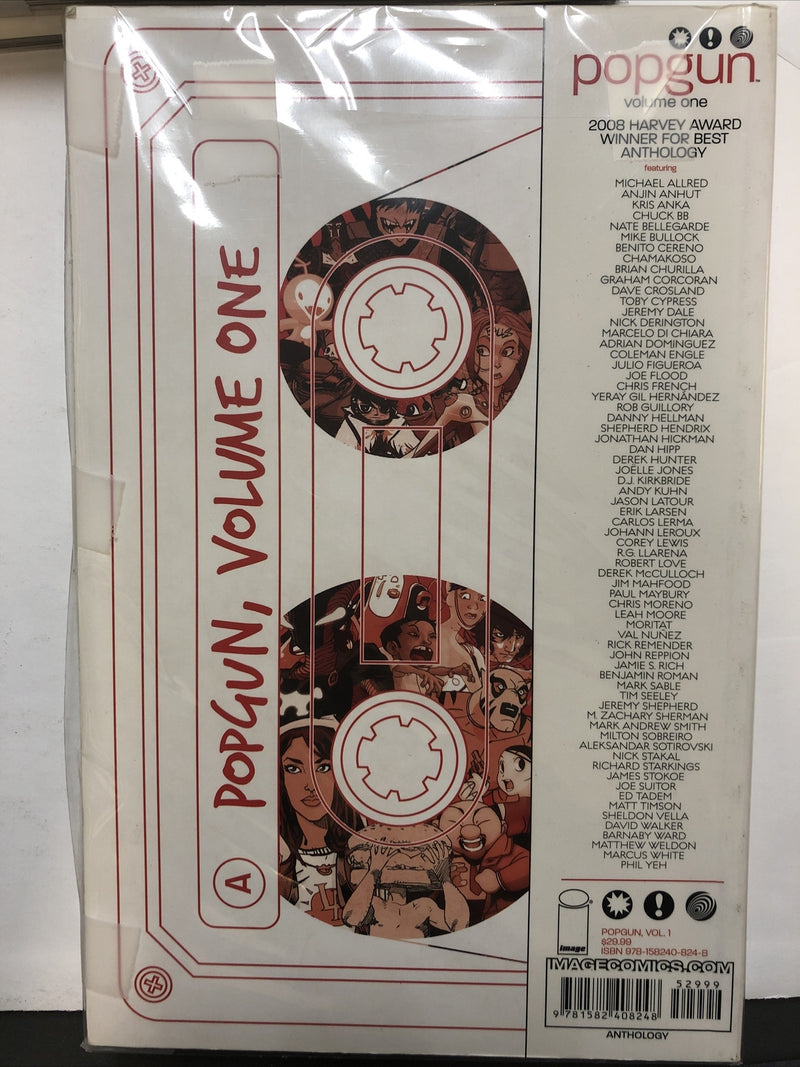 popgun™
volume one
2008 HARVEY AWARD
WINNER FOR BEST
ANTHOLOGY
featuring
MICHAEL ALLRED
ANJIN ANHUT
KRIS ANKA
CHUCK BB
NATE BELLEGARDE
MIKE BULLOCK
BENITO CERENO
CHAMAKOSO
BRIAN CHURILLA
GRAHAM CORCORAN
DAVE CROSLAND
TOBY CYPRESS
JEREMY DALE
NICK DERINGTON
MARCELO DI CHIARA
ADRIAN DOMINGUEZ
COLEMAN ENGLE
JULIO FIGUEROA
JOE FLOOD
CHRIS FRENCH
YERAY GIL HERNÁNDEZ
ROB GUILLORY
DANNY HELLMAN
SHEPHERD HENDRIX
JONATHAN HICKMAN
DAN HIPP
DEREK HUNTER
JOËLLE JONES
D.J. KIRKBRIDE
ANDY KUHN
JASON LATOUR
ERIK LARSEN
CARLOS LERMA
JOHANN LEROUX
COREY LEWIS
R.G. LLARENA
ROBERT LOVE
DEREK McCULLOCH
JIM MAHFOOD
PAUL MAYBURY
CHRIS MORENO
LEAH MOORE
MORITAT
VAL NUÑEZ
RICK REMENDER
JOHN REPPION
JAMIE S. RICH
BENJAMIN ROMAN
MARK SABLE
TIM SEELEY
JEREMY SHEPHERD
M. ZACHARY SHERMAN
MARK ANDREW SMITH
MILTON SOBREIRO
ALEKSANDAR SOTIROVSKI
NICK STAKAL
RICHARD STARKINGS
JAMES STOKOE
JOE SUITOR
ED TADEM
MATT TIMSON
SHELDON VELLA
DAVID WALKER
BARNABY WARD
MATTHEW WELDON
MARCUS WHITE
PHIL YEH
image
POPGUN, VOL. 1
$29.99
ISBN 978-158240-824-8
IMAGECOMICS.COM
52999
9 781582 408248
ANTHOLOGY
A
POPGUN, VOLUME ONE